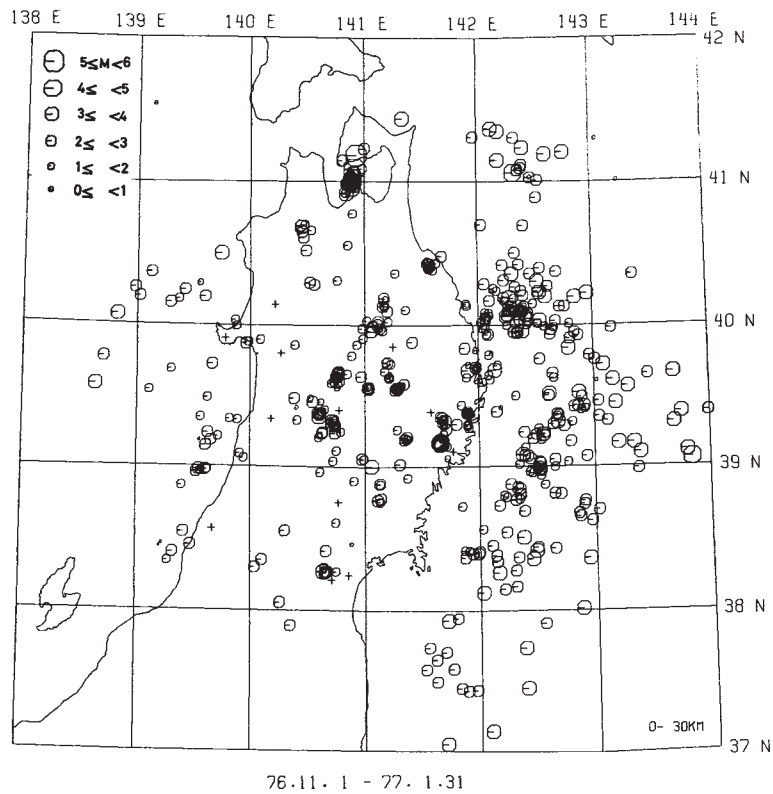 138 E 139 E 140 E 141 E 142 E 143 E 144 E
42 N
5≤M<6
4≤ <5
3≤ <4
2≤ <3
1≤ <2
0≤ <1
41 N
40 N
39 N
38 N
0- 30KM
37 N
76.11. 1 - 77. 1.31